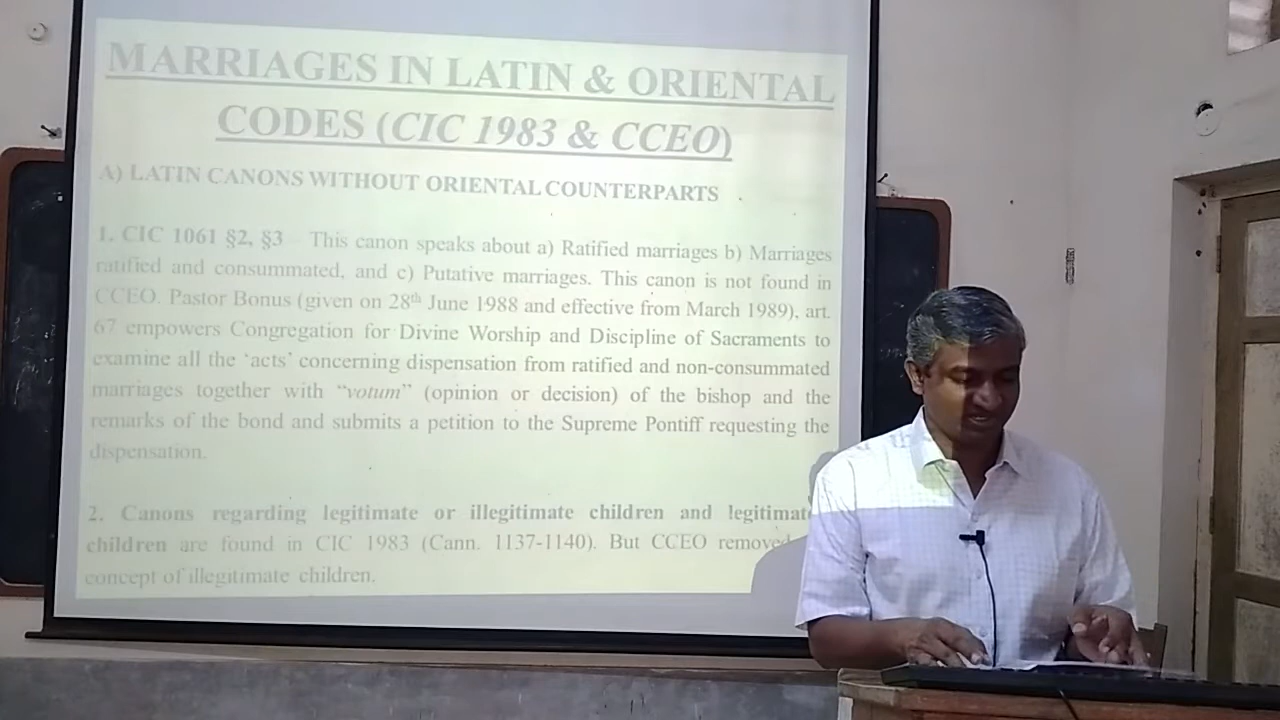 MARRIAGES IN LATIN & ORIENTAL
CODES (CIC 1983 & CCEO)
A) LATIN CANONS WITHOUT ORIENTAL COUNTERPARTS
1. CIC 1061 §2, §3 This canon speaks about a) Ratified marriages b) Marriages
ratified and consummated, and c) Putative marriages. This canon is not found in
CCEO. Pastor Bonus (given on 28th June 1988 and effective from March 1989), art.
67 empowers Congregation for Divine Worship and Discipline of Sacraments to
examine all the ‘acts’ concerning dispensation from ratified and non-consummated
marriages together with “votum” (opinion or decision) of the bishop and the
remarks of the bond and submits a petition to the Supreme Pontiff requesting the
dispensation.
2. Canons regarding legitimate or illegitimate children and
children are found in CIC 1983 (Cann. 1137-1140). But CCEO removed
concept of illegitimate children.